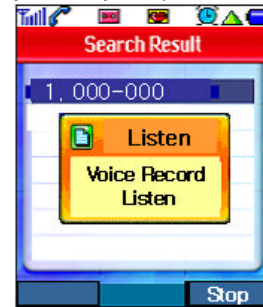 Search Result
1, 000-000
Listen
Voice Record
Listen
Stop